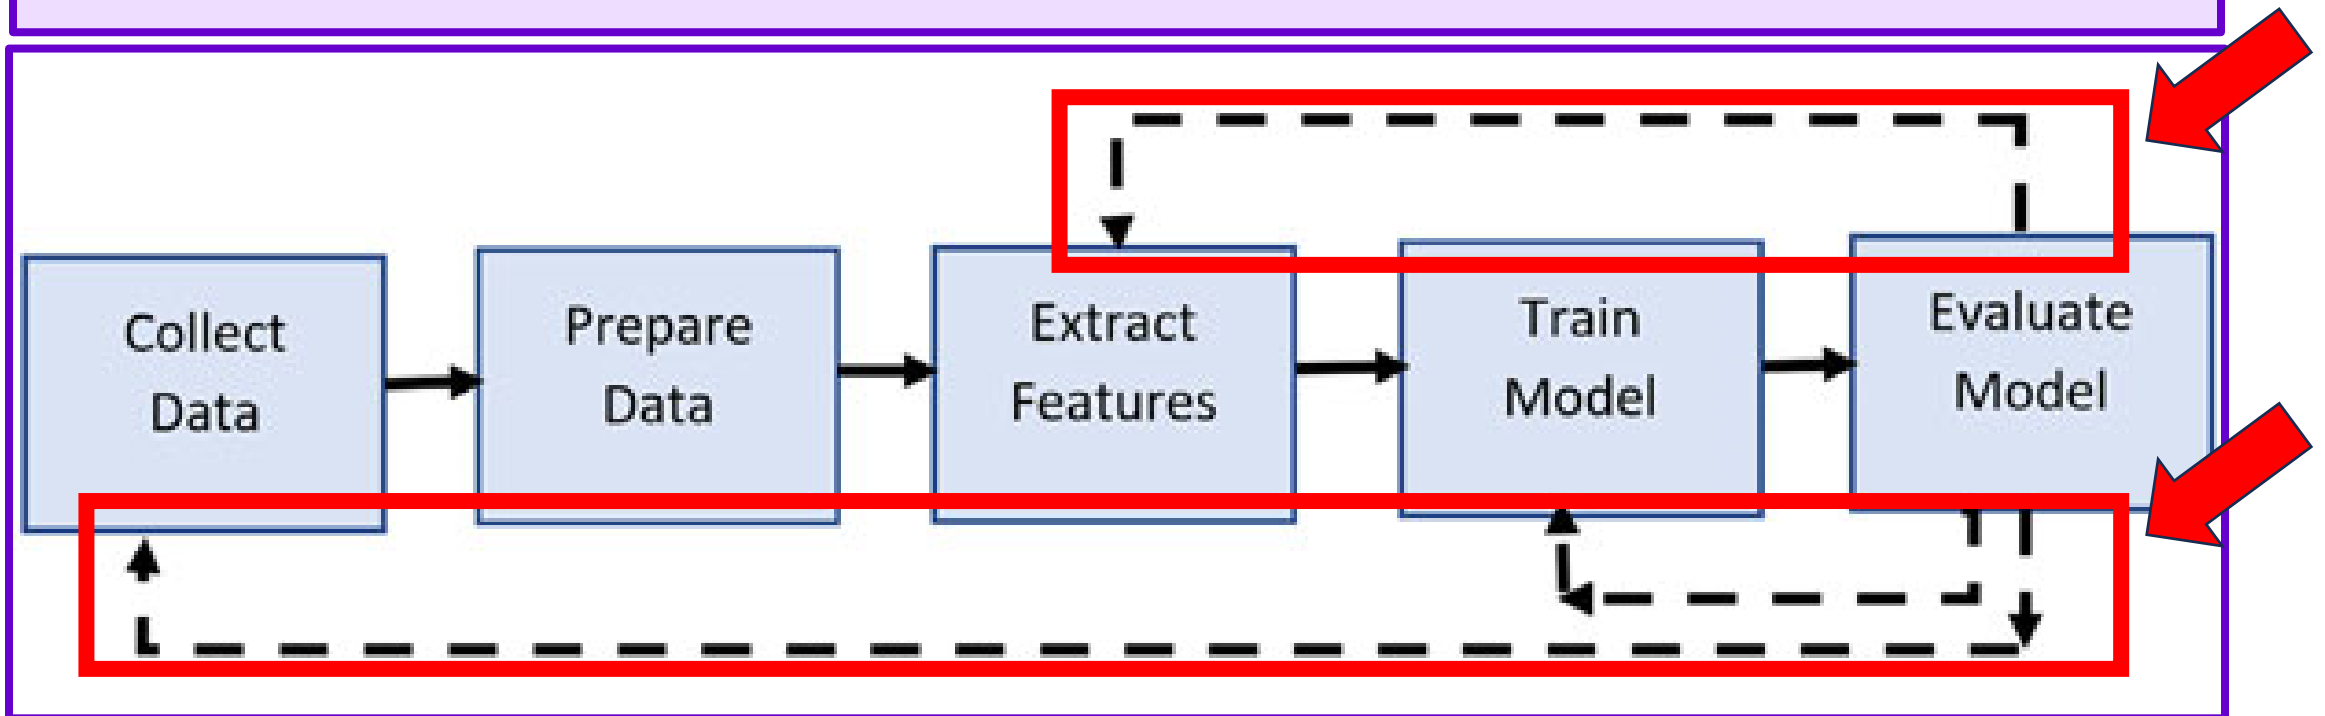 Collect
Data
Prepare
Data
Extract
Features
Train
Model
Evaluate
Model